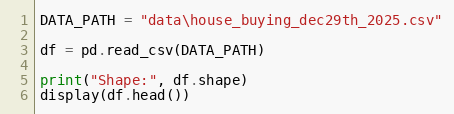 1 DATA_PATH = "data\house_buying_dec29th_2025.csv"
2
3 df = pd.read_csv(DATA_PATH)
4
5 print("Shape:", df.shape)
6 display(df.head())